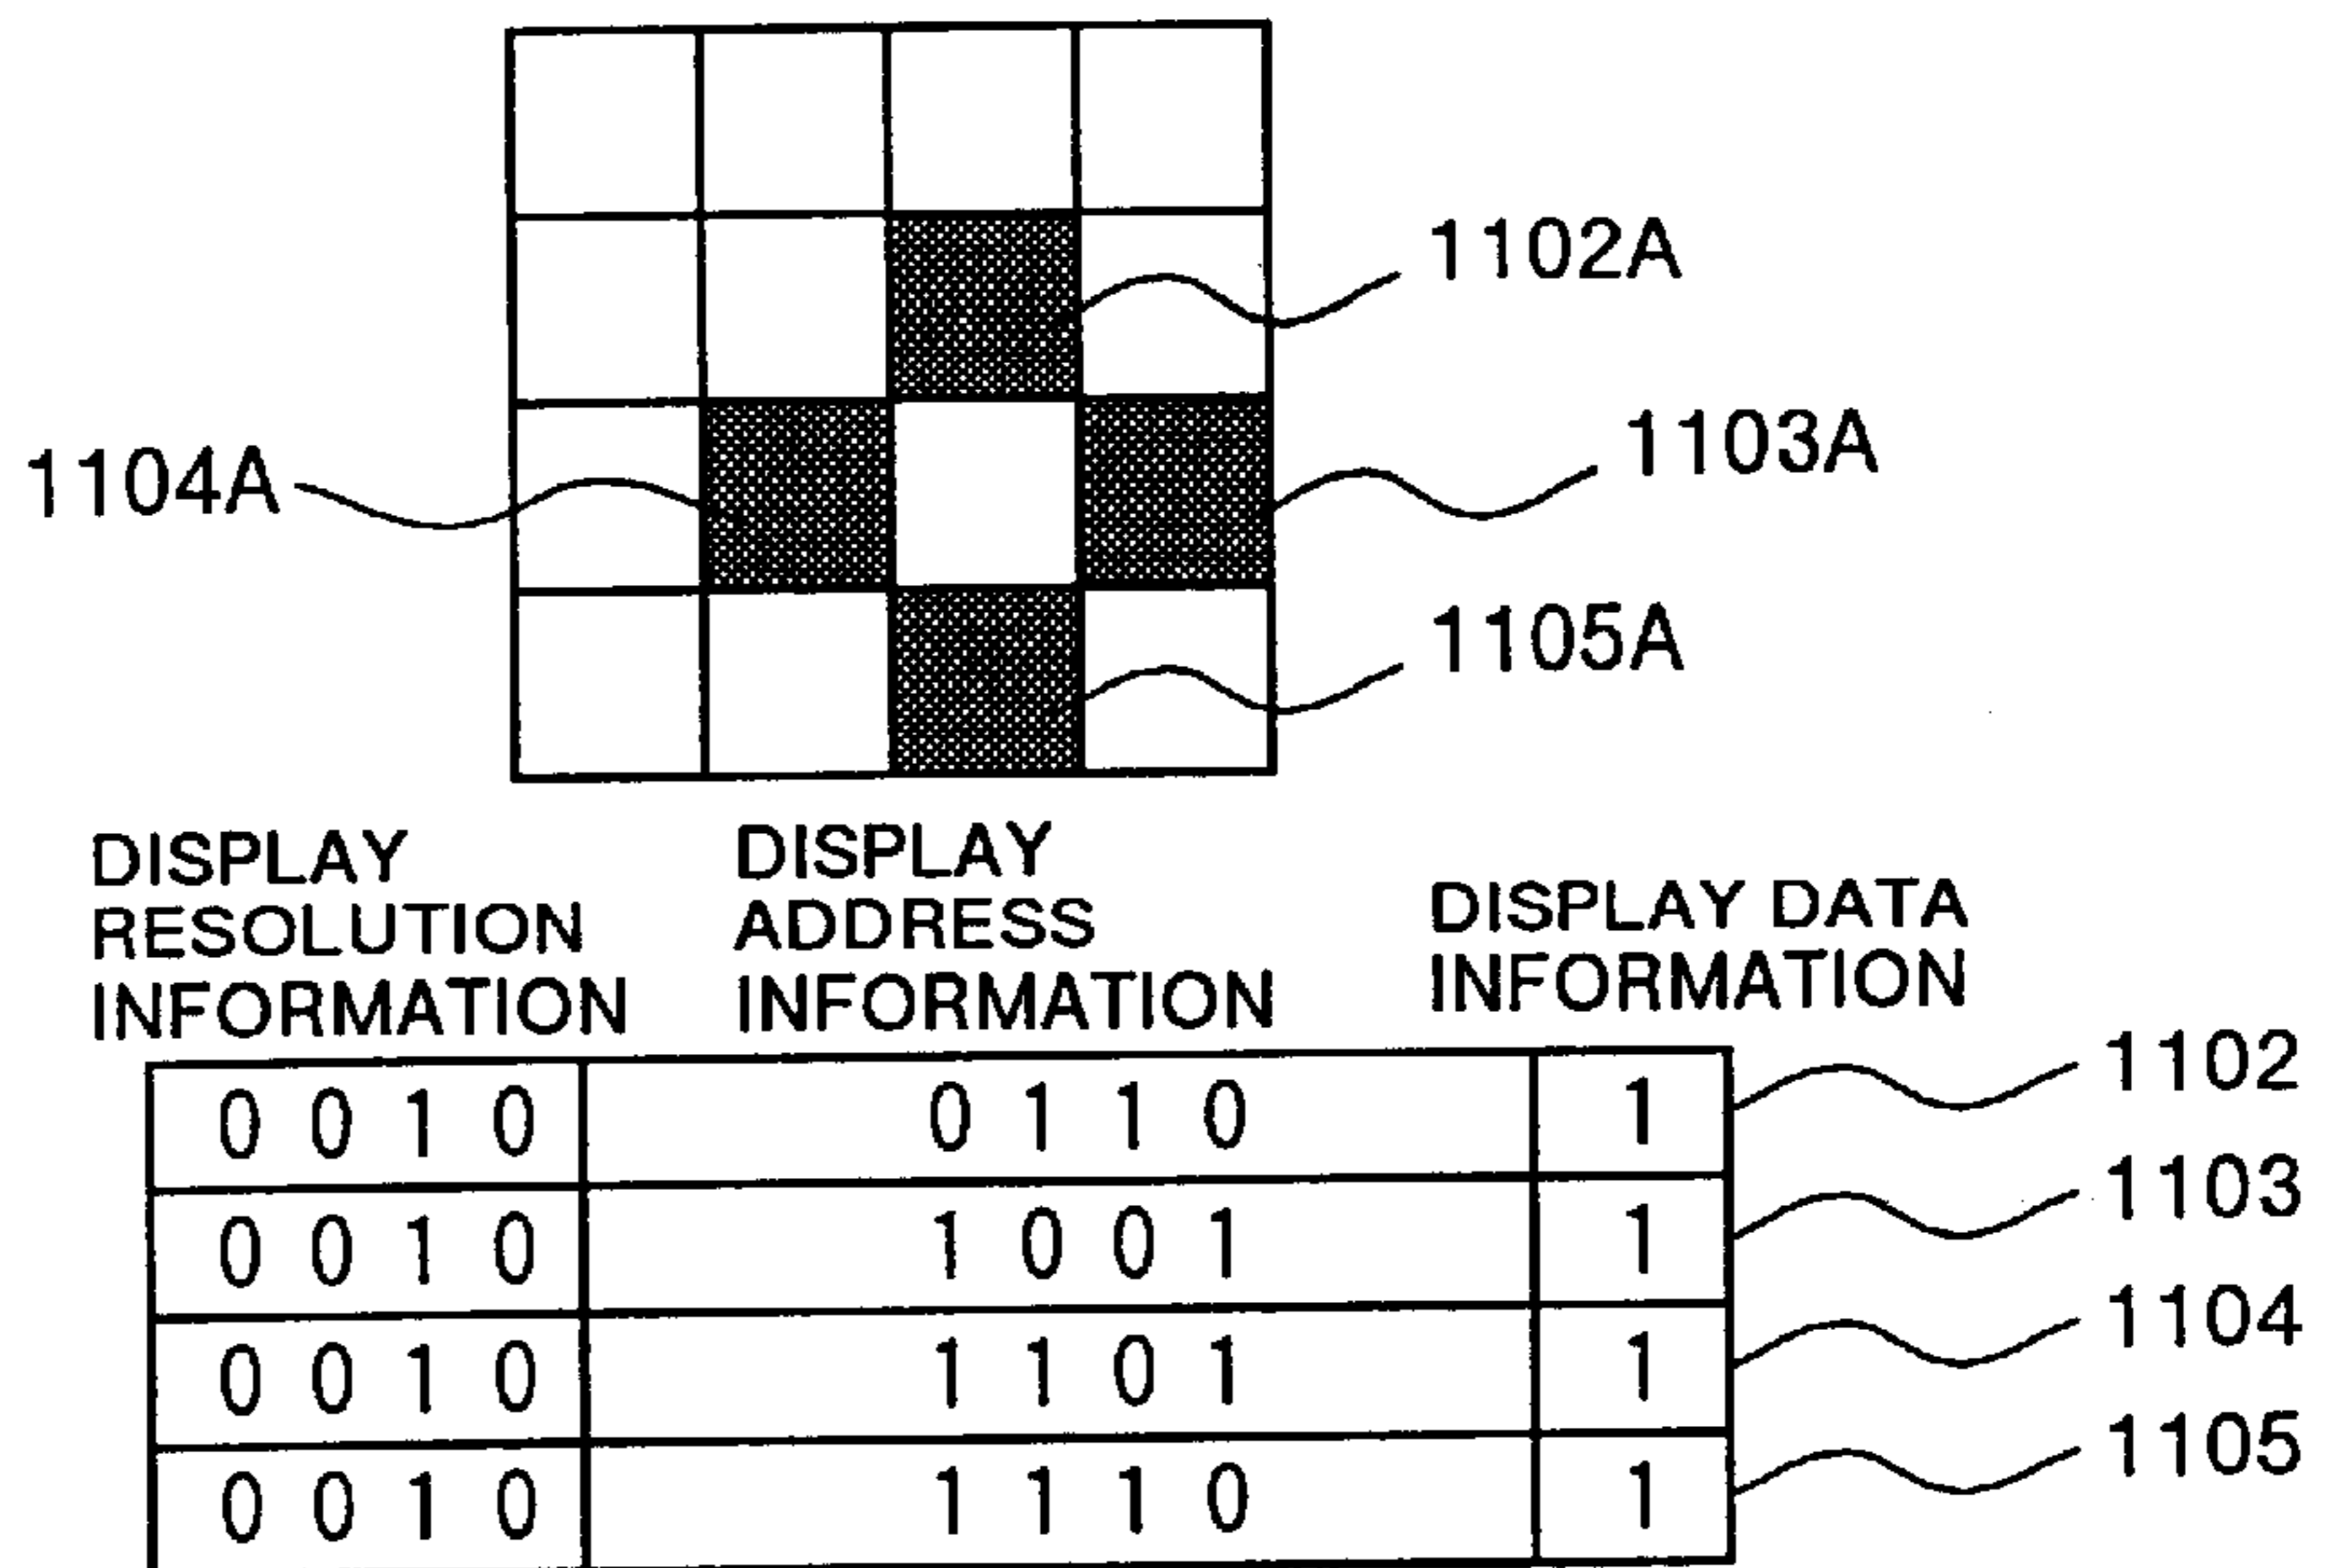 1102A
1103A
1104A
1105A
DISPLAY
RESOLUTION
INFORMATION
DISPLAY
ADDRESS
INFORMATION
DISPLAY DATA
INFORMATION
0 0 1 0 0 1 1 0 1 1102
0 0 1 0 1 0 0 1 1 1103
0 0 1 0 1 1 0 1 1 1104
0 0 1 0 1 1 1 0 1 1105